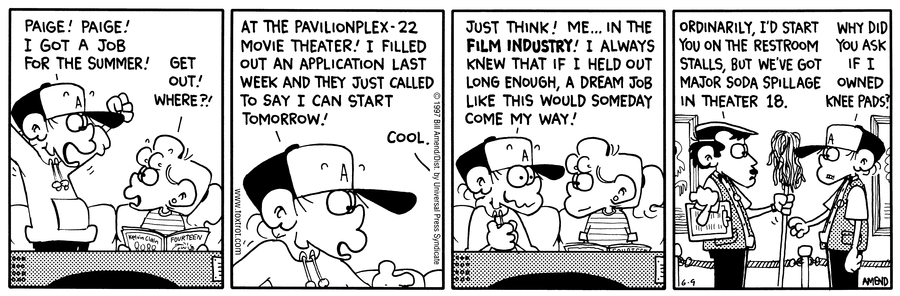 PAIGE! PAIGE!
I GOT A JOB
FOR THE SUMMER!
GET
OUT!
WHERE?!
A
Kelvin Clain
FOURTEEN
AT THE PAVILIONPLEX-22
MOVIE THEATER! I FILLED
OUT AN APPLICATION LAST
WEEK AND THEY JUST CALLED
TO SAY I CAN START
TOMORROW!
COOL.
A
www.foxtrot.com
© 1997 Bill Amend/Dist. by Universal Press Syndicate
JUST THINK! ME... IN THE
FILM INDUSTRY! I ALWAYS
KNEW THAT IF I HELD OUT
LONG ENOUGH, A DREAM JOB
LIKE THIS WOULD SOMEDAY
COME MY WAY!
A
ORDINARILY, I'D START
YOU ON THE RESTROOM
STALLS, BUT WE'VE GOT
MAJOR SODA SPILLAGE
IN THEATER 18.
WHY DID
YOU ASK
IF I
OWNED
KNEE PADS?
A
6-9
AMEND